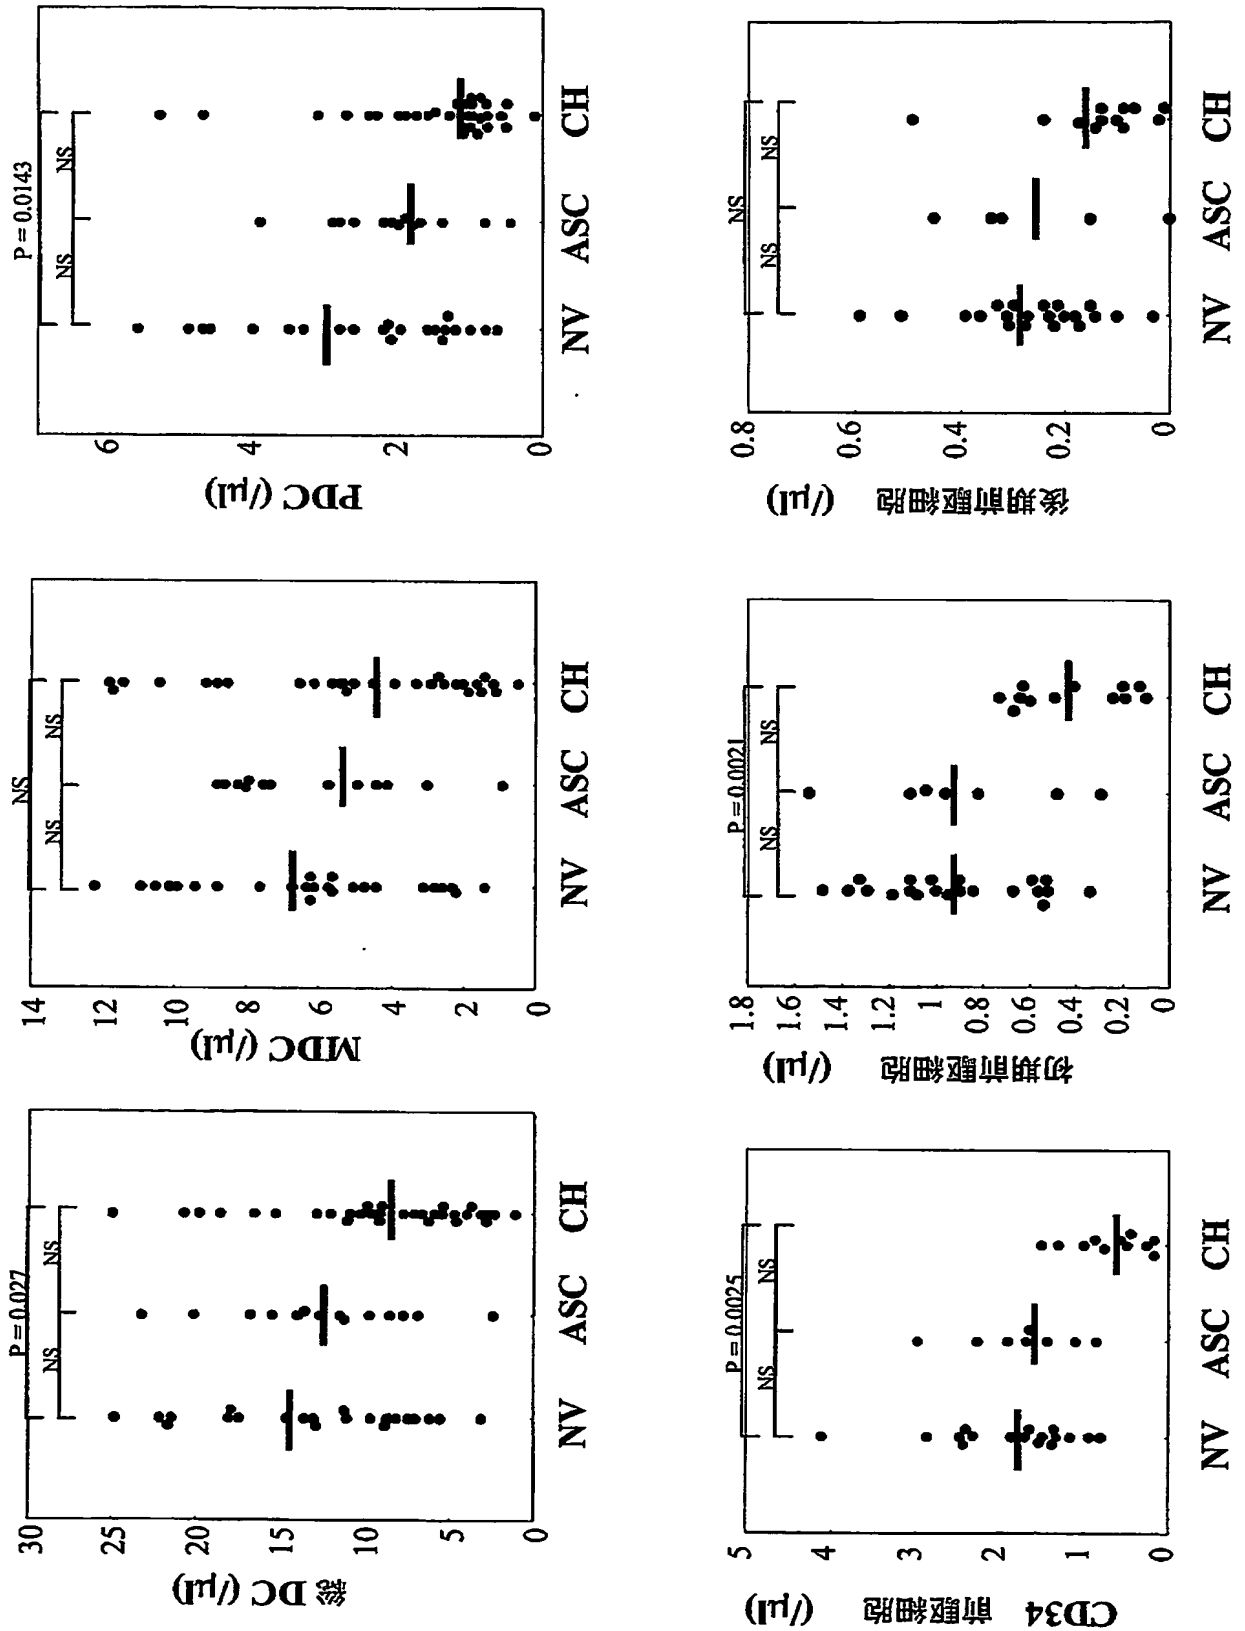 総 DC (/μl)
30
25
20
15
10
5
0
P = 0.027
NS
NS
NV
ASC
CH
MDC (/μl)
14
12
10
8
6
4
2
0
NS
NS
NS
NV
ASC
CH
PDC (/μl)
6
4
2
0
P = 0.0143
NS
NS
NV
ASC
CH
CD34 前駆細胞
(/μl)
5
4
3
2
1
0
P = 0.0025
NS
NS
NV
ASC
CH
初期前駆細胞
(/μl)
1.8
1.6
1.4
1.2
1
0.8
0.6
0.4
0.2
0
P = 0.0021
NS
NS
NV
ASC
CH
後期前駆細胞
(/μl)
0.8
0.6
0.4
0.2
0
NS
NS
NS
NV
ASC
CH